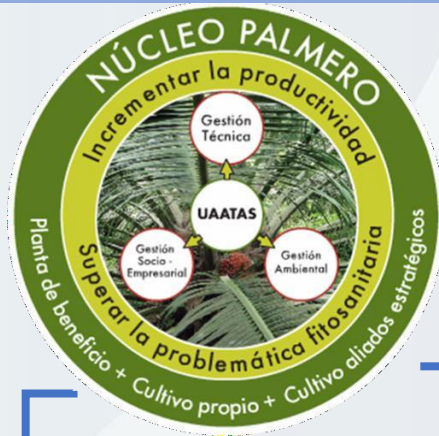 NÚCLEO PALMERO
Incrementar la productividad
Gestión
Técnica
UAATAS
Gestión
Socio -
Empresarial
Gestión
Ambiental
Superar la problemática fitosanitaria
Planta de beneficio + Cultivo propio + Cultivo aliados estratégicos